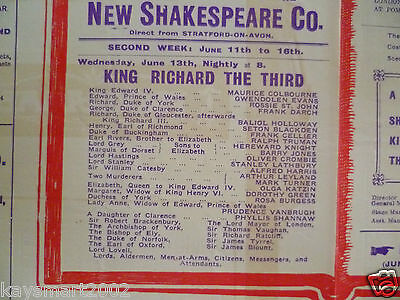 NEW SHAKESPEARE CO.
Direct from STRATFORD-ON-AVON.
SECOND WEEK: JUNE 11th to 16th.
Wednesday, June 13th, Nightly at 8.
KING RICHARD THE THIRD
King Edward IV. MAURICE COLBOURNE
Edward, Prince of Wales GWENDOLEN EVANS
Richard, Duke of York ROSSIE ST. JOHN
George, Duke of Clarence FRANK DARCH
Richard, Duke of Gloucester, afterwards
King Richard III. BALIOL HOLLOWAY
Henry, Earl of Richmond SETON BLACKDEN
Duke of Buckingham FRANK CELLIER
Earl Rivers, Brother to Elizabeth RALPH TRUMAN
Lord Grey Sons to HEREWARD KNIGHT
Marquis of Dorset Elizabeth HARRY JONES
Lord Hastings OLIVER CROMBIE
Lord Stanley STANLEY LATHBURY
Sir William Catesby ALFRED HARRIS
Two Murderers ARTHUR LEYLAND
MARK TURNER
Elizabeth, Queen to King Edward IV. OLGA KATZIN
Margaret, Widow of King Henry VI. DOROTHY GREEN
Duchess of York ROSA BURGESS
Lady Anne, Widow of Edward, Prince of Wales
PRUDENCE VANBRUGH
A Daughter of Clarence PHYLLIS SHANNAW
Sir Robert Brackenbury, The Lord Mayor of London,
The Archbishop of York, Sir Thomas Vaughan,
The Bishop of Ely, Sir Richard Ratcliff,
The Duke of Norfolk, Sir James Tyrrel,
The Earl of Oxford, Sir James Blount,
Lord Lovell,
Lords, Aldermen, Men-at-Arms, Citizens, Messengers, and
Attendants.
Copyright kaysmart2002